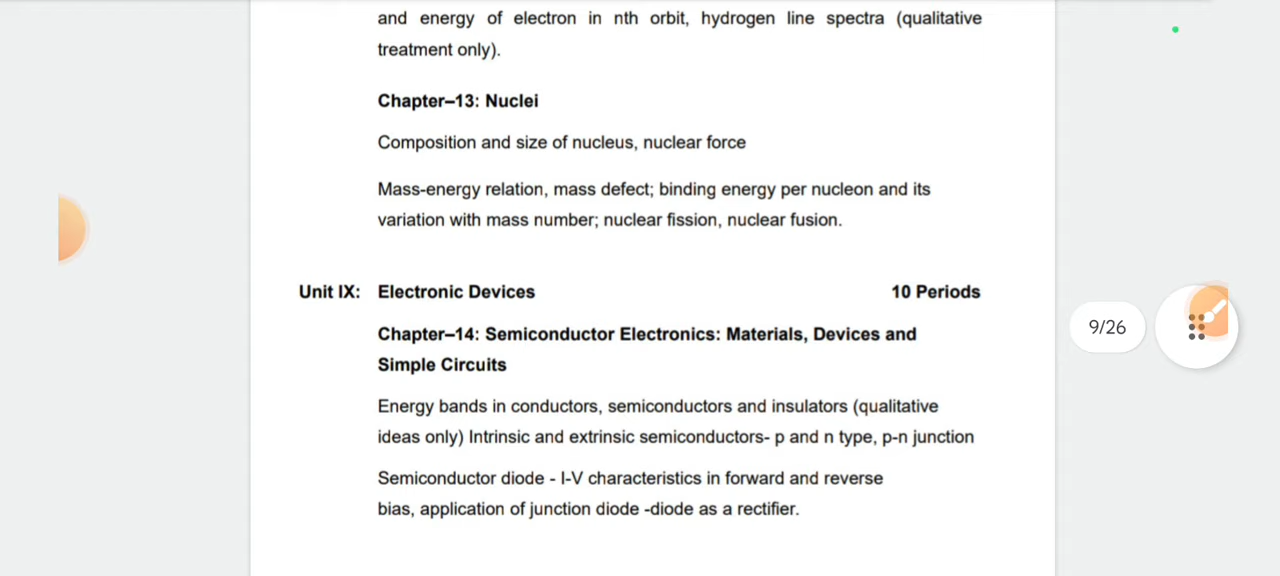 and energy of electron in nth orbit, hydrogen line spectra (qualitative
treatment only).
Chapter–13: Nuclei
Composition and size of nucleus, nuclear force
Mass-energy relation, mass defect; binding energy per nucleon and its
variation with mass number; nuclear fission, nuclear fusion.
Unit IX: Electronic Devices 10 Periods
Chapter–14: Semiconductor Electronics: Materials, Devices and
Simple Circuits
9/26
Energy bands in conductors, semiconductors and insulators (qualitative
ideas only) Intrinsic and extrinsic semiconductors- p and n type, p-n junction
Semiconductor diode - I-V characteristics in forward and reverse
bias, application of junction diode -diode as a rectifier.